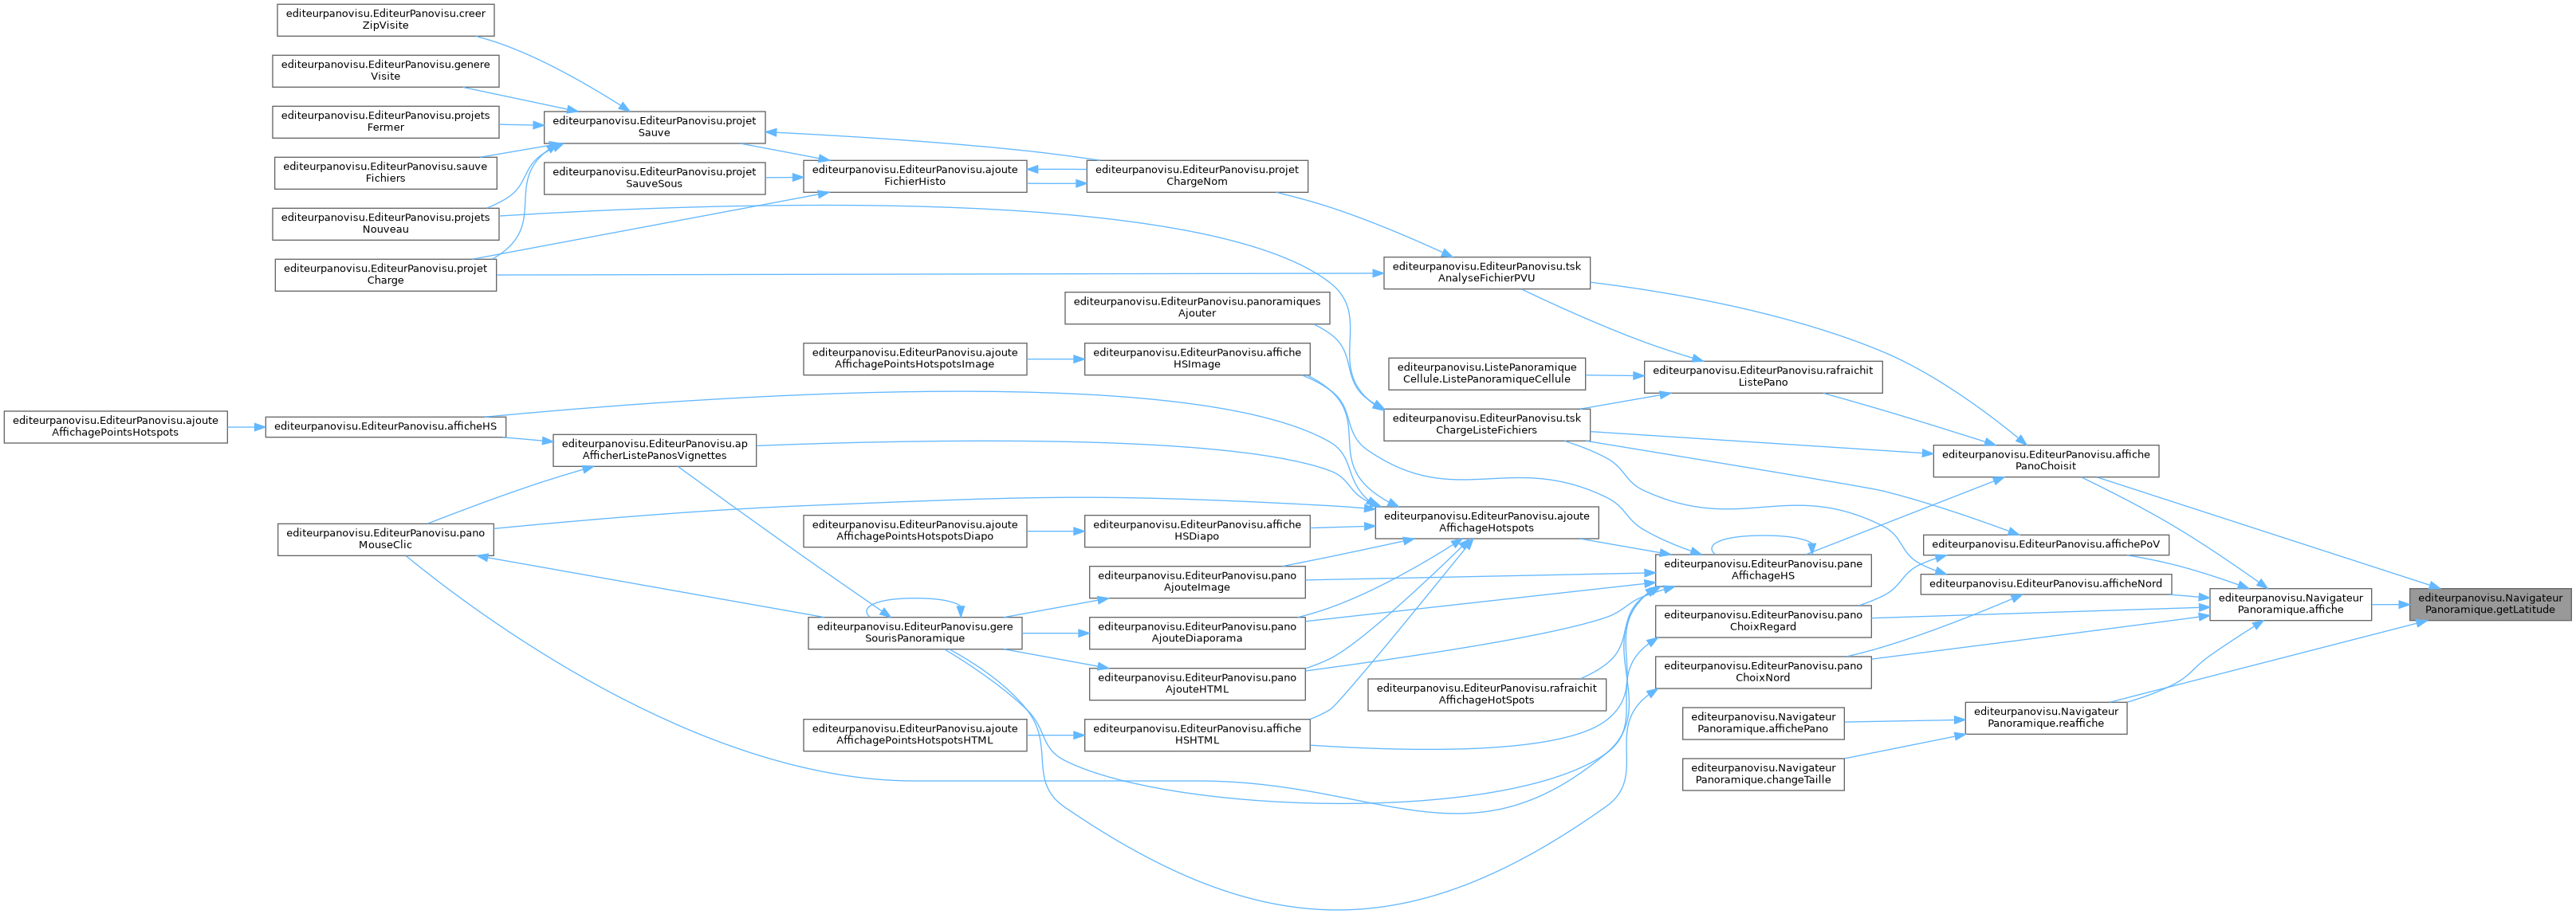 editeurpanovisu.EditeurPanovisu.creer
ZipVisite
editeurpanovisu.EditeurPanovisu.genere
Visite
editeurpanovisu.EditeurPanovisu.projets
Fermer
editeurpanovisu.EditeurPanovisu.sauve
Fichiers
editeurpanovisu.EditeurPanovisu.projets
Nouveau
editeurpanovisu.EditeurPanovisu.projet
Charge
editeurpanovisu.EditeurPanovisu.projet
Sauve
editeurpanovisu.EditeurPanovisu.projet
SauveSous
editeurpanovisu.EditeurPanovisu.ajoute
FichierHisto
editeurpanovisu.EditeurPanovisu.projet
ChargeNom
editeurpanovisu.EditeurPanovisu.tsk
AnalyseFichierPVU
editeurpanovisu.EditeurPanovisu.panoramiques
Ajouter
editeurpanovisu.EditeurPanovisu.ajoute
AffichagePointsHotspotsImage
editeurpanovisu.EditeurPanovisu.affiche
HSImage
editeurpanovisu.ListePanoramique
Cellule.ListePanoramiqueCellule
editeurpanovisu.EditeurPanovisu.rafraichit
ListePano
editeurpanovisu.EditeurPanovisu.tsk
ChargeListeFichiers
editeurpanovisu.EditeurPanovisu.ajoute
AffichagePointsHotspots
editeurpanovisu.EditeurPanovisu.afficheHS
editeurpanovisu.EditeurPanovisu.ap
AfficherListePanosVignettes
editeurpanovisu.EditeurPanovisu.affiche
PanoChoisit
editeurpanovisu.EditeurPanovisu.pano
MouseClic
editeurpanovisu.EditeurPanovisu.ajoute
AffichagePointsHotspotsDiapo
editeurpanovisu.EditeurPanovisu.affiche
HSDiapo
editeurpanovisu.EditeurPanovisu.ajoute
AffichageHotspots
editeurpanovisu.EditeurPanovisu.affichePoV
editeurpanovisu.EditeurPanovisu.pane
AffichageHS
editeurpanovisu.EditeurPanovisu.pano
AjouteImage
editeurpanovisu.EditeurPanovisu.afficheNord
editeurpanovisu.Navigateur
Panoramique.affiche
editeurpanovisu.Navigateur
Panoramique.getLatitude
editeurpanovisu.EditeurPanovisu.gere
SourisPanoramique
editeurpanovisu.EditeurPanovisu.pano
AjouteDiaporama
editeurpanovisu.EditeurPanovisu.pano
ChoixRegard
editeurpanovisu.EditeurPanovisu.pano
AjouteHTML
editeurpanovisu.EditeurPanovisu.pano
ChoixNord
editeurpanovisu.EditeurPanovisu.rafraichit
AffichageHotSpots
editeurpanovisu.EditeurPanovisu.ajoute
AffichagePointsHotspotsHTML
editeurpanovisu.EditeurPanovisu.affiche
HSHTML
editeurpanovisu.Navigateur
Panoramique.affichePano
editeurpanovisu.Navigateur
Panoramique.reaffiche
editeurpanovisu.Navigateur
Panoramique.changeTaille